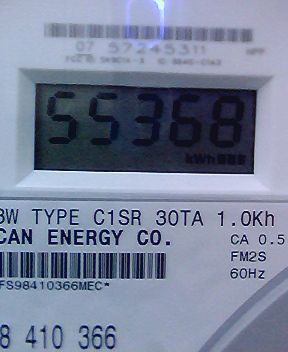 07 57245311
55368
kWh
3W TYPE C1SR 30TA 1.0Kh
CAN ENERGY CO.
CA 0.5
FM2S
60Hz
FS98410366MEC*
8 410 366